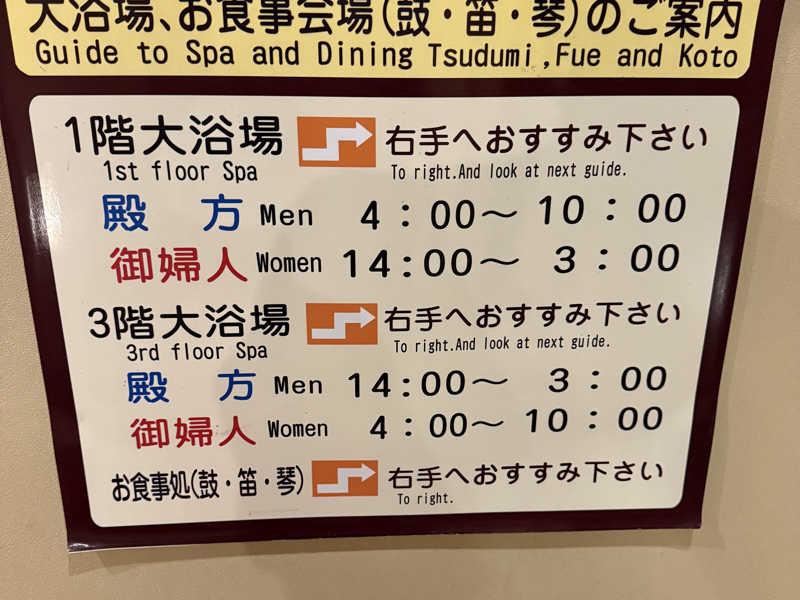 大浴場、お食事会場(鼓・笛・琴)のご案内
Guide to Spa and Dining Tsudumi,Fue and Koto
1階大浴場 右手へおすすみ下さい
1st floor Spa To right.And look at next guide.
殿 方 Men 4：00～10：00
御婦人 Women 14:00～ 3：00
3階大浴場 右手へおすすみ下さい
3rd floor Spa To right.And look at next guide.
殿 方 Men 14:00～ 3：00
御婦人 Women 4：00～10：00
お食事処(鼓・笛・琴) 右手へおすすみ下さい
To right.